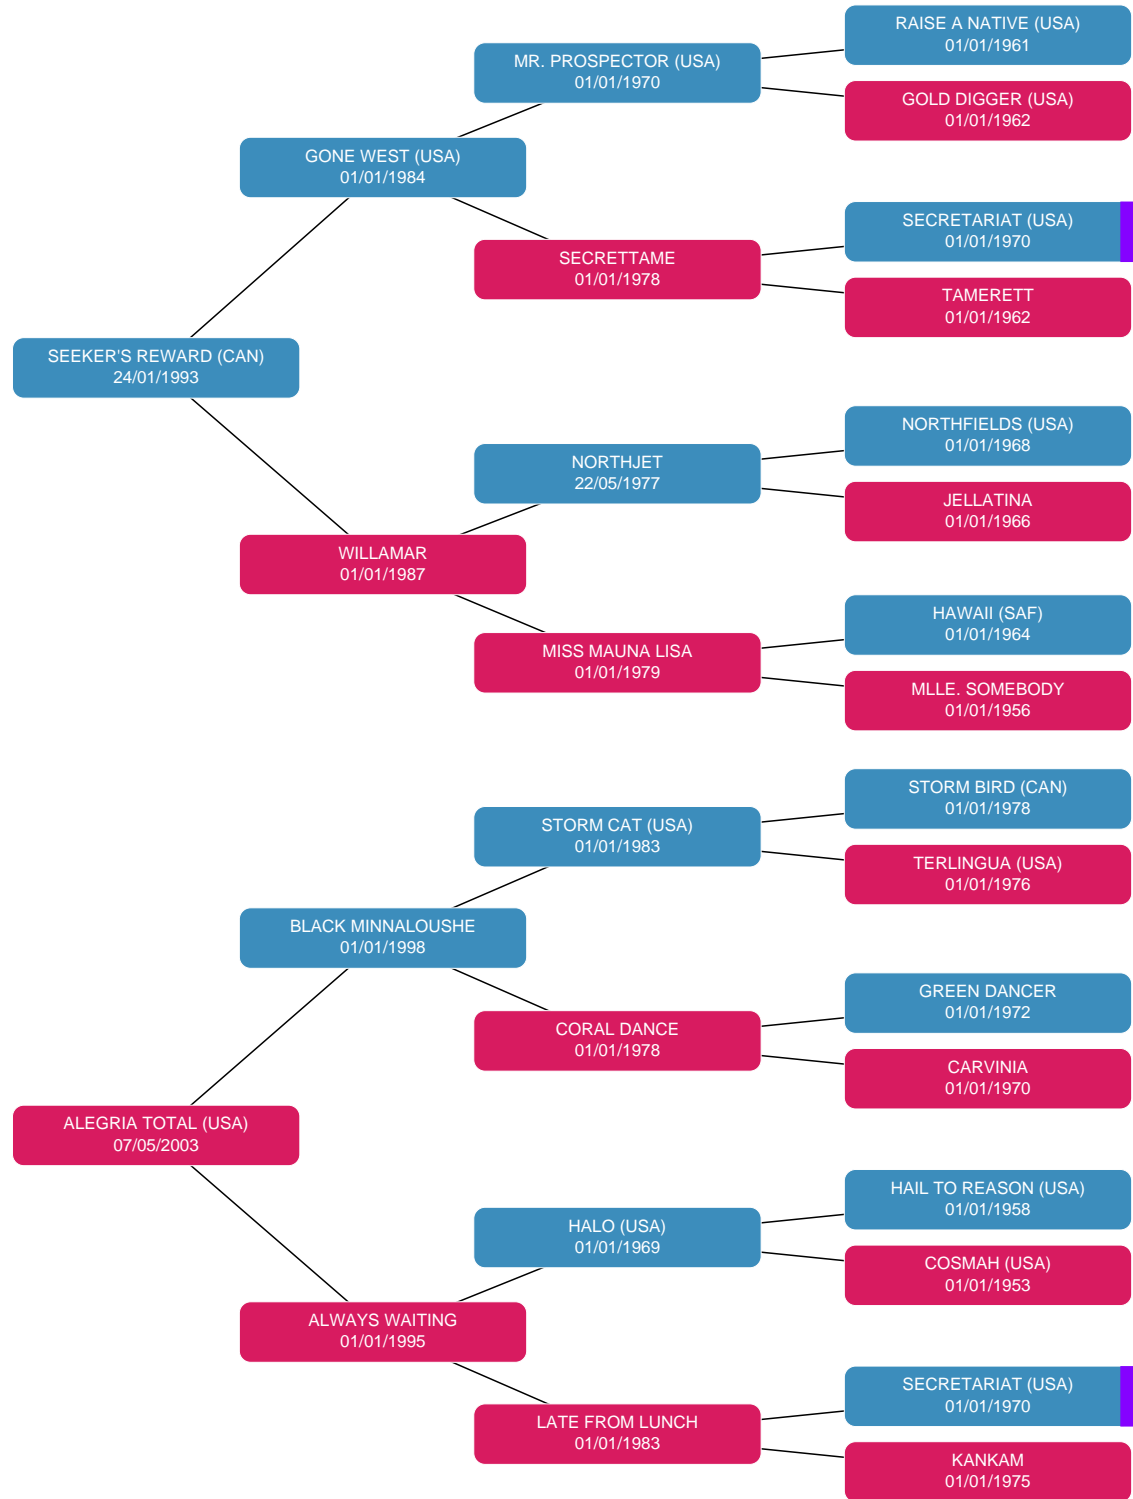 RAISE A NATIVE (USA)
01/01/1961
MR. PROSPECTOR (USA)
01/01/1970
GOLD DIGGER (USA)
01/01/1962
GONE WEST (USA)
01/01/1984
SECRETARIAT (USA)
01/01/1970
SECRETTAME
01/01/1978
TAMERETT
01/01/1962
SEEKER'S REWARD (CAN)
24/01/1993
NORTHFIELDS (USA)
01/01/1968
NORTHJET
22/05/1977
JELLATINA
01/01/1966
WILLAMAR
01/01/1987
HAWAII (SAF)
01/01/1964
MISS MAUNA LISA
01/01/1979
MLLE. SOMEBODY
01/01/1956
STORM BIRD (CAN)
01/01/1978
STORM CAT (USA)
01/01/1983
TERLINGUA (USA)
01/01/1976
BLACK MINNALOUSHE
01/01/1998
GREEN DANCER
01/01/1972
CORAL DANCE
01/01/1978
CARVINIA
01/01/1970
ALEGRIA TOTAL (USA)
07/05/2003
HAIL TO REASON (USA)
01/01/1958
HALO (USA)
01/01/1969
COSMAH (USA)
01/01/1953
ALWAYS WAITING
01/01/1995
SECRETARIAT (USA)
01/01/1970
LATE FROM LUNCH
01/01/1983
KANKAM
01/01/1975